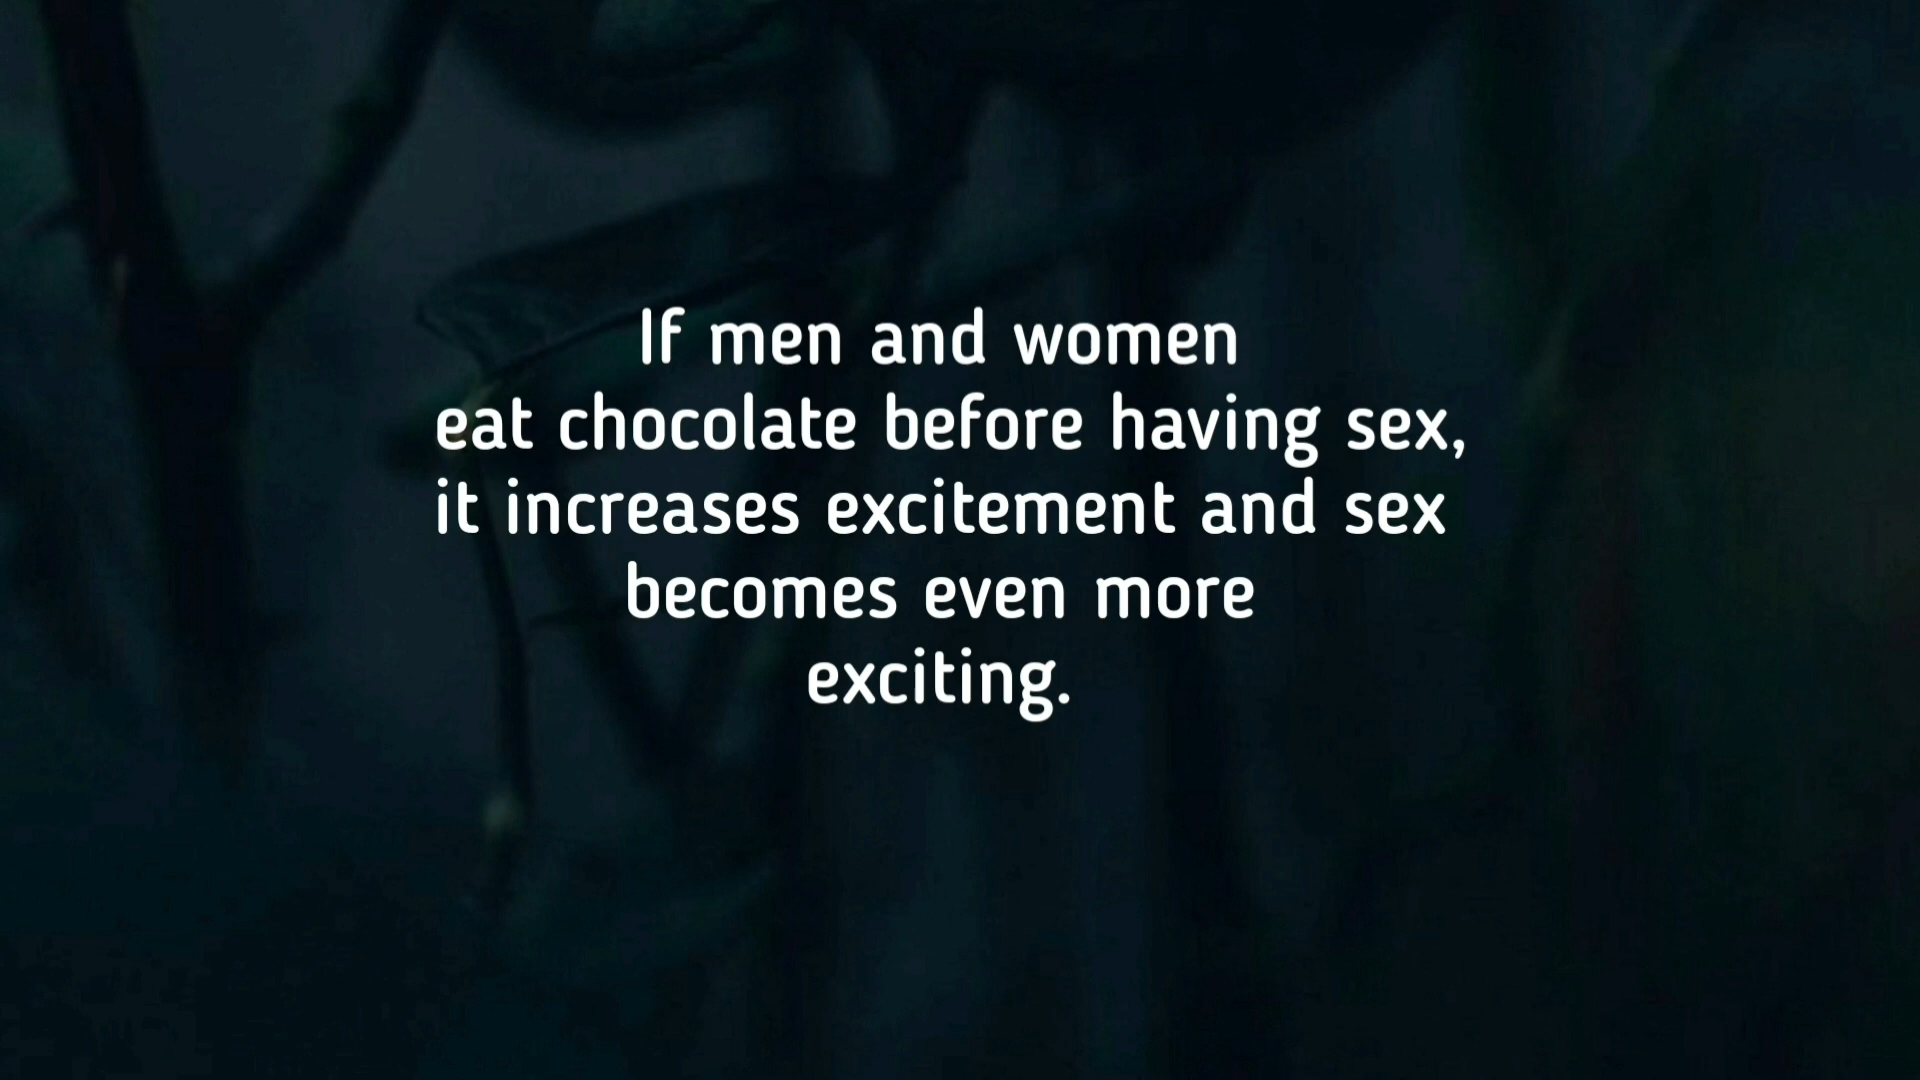 If men and women
eat chocolate before having sex,
it increases excitement and sex
becomes even more
exciting.